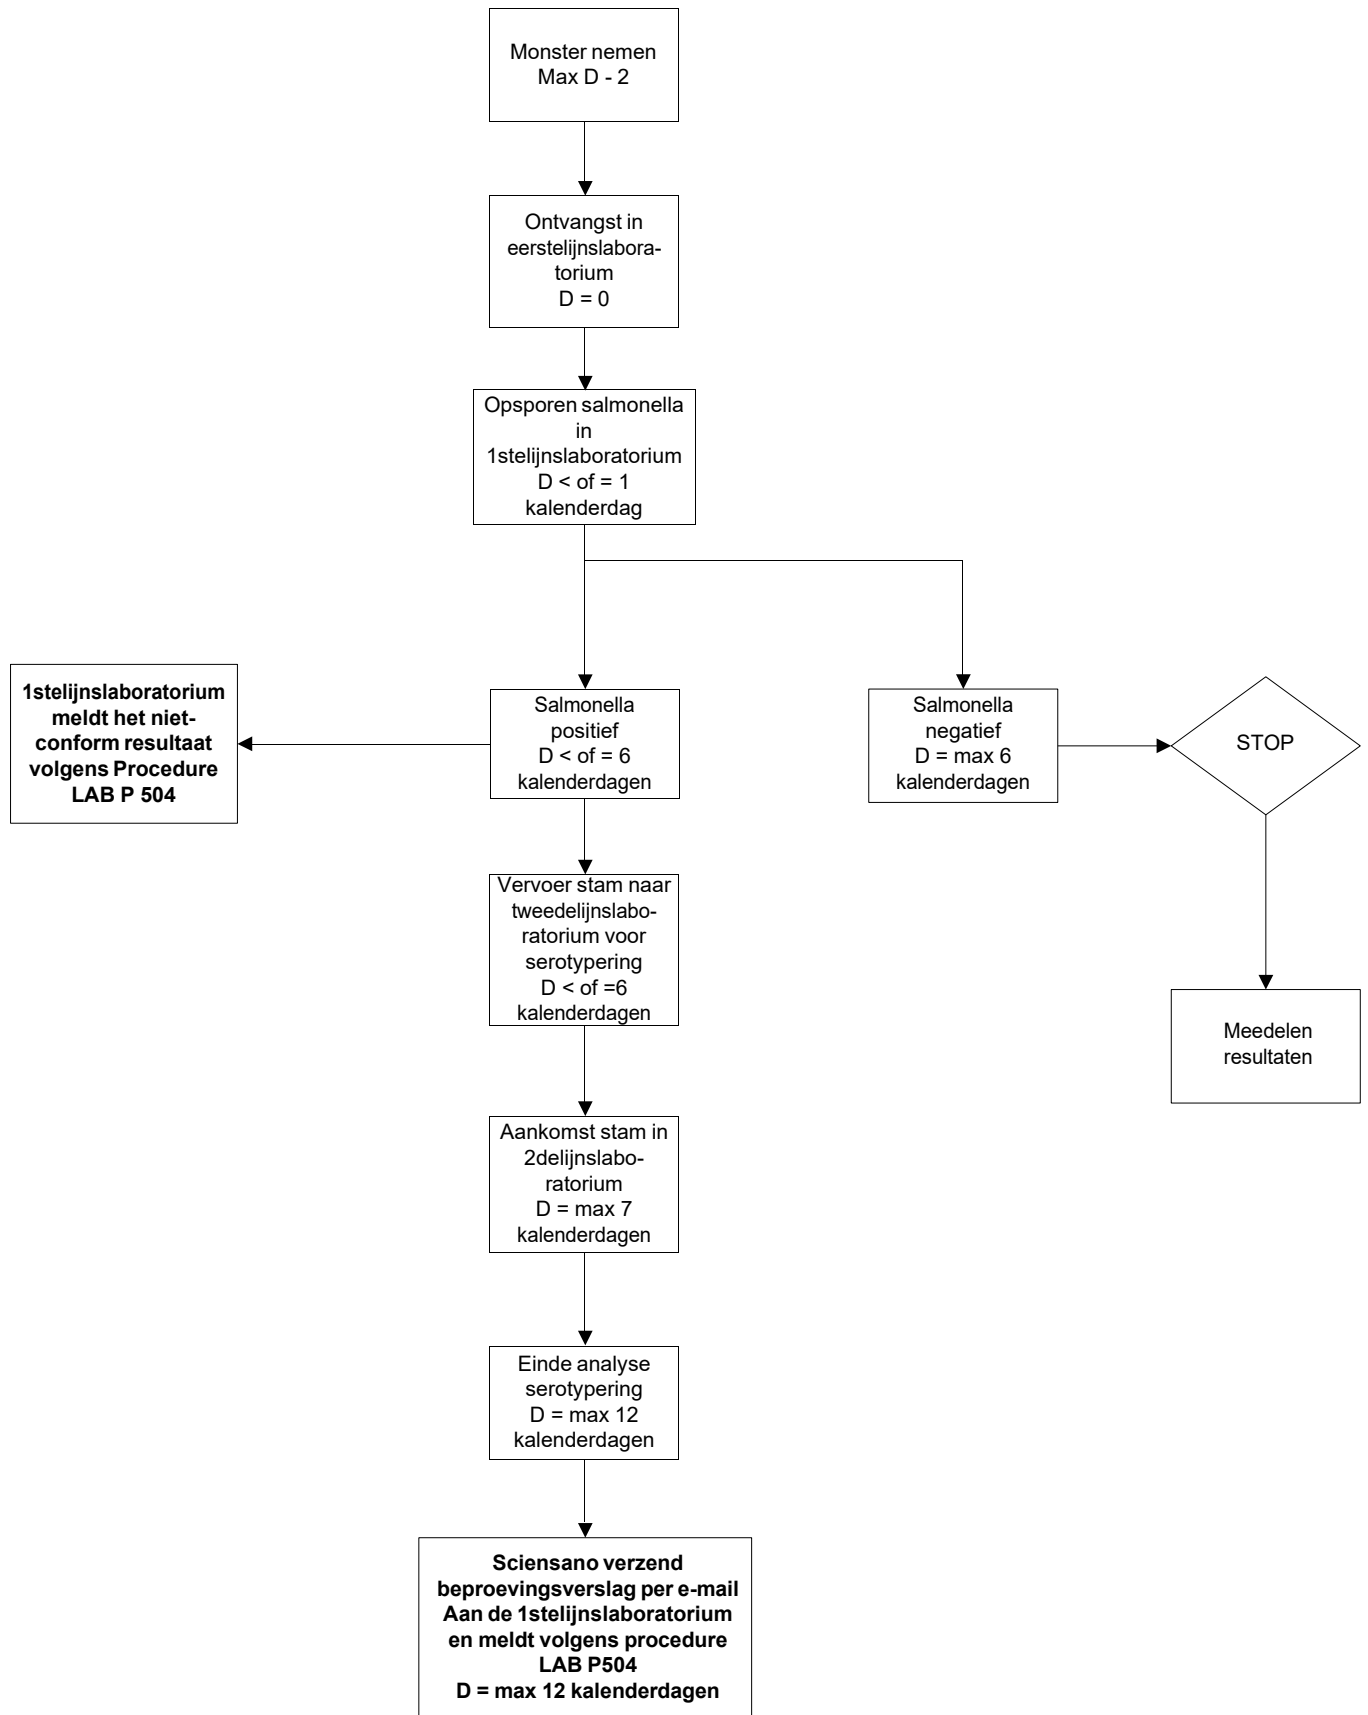 Monster nemen
Max D - 2
Ontvangst in
eerstelijnslabora-
torium
D = 0
Opsporen salmonella
in
1stelijnslaboratorium
D < of = 1
kalenderdag
1stelijnslaboratorium
meldt het niet-
conform resultaat
volgens Procedure
LAB P 504
Salmonella
positief
D < of = 6
kalenderdagen
Salmonella
negatief
D = max 6
kalenderdagen
STOP
Vervoer stam naar
tweedelijnslabo-
ratorium voor
serotypering
D < of =6
kalenderdagen
Meedelen
resultaten
Aankomst stam in
2delijnslabo-
ratorium
D = max 7
kalenderdagen
Einde analyse
serotypering
D = max 12
kalenderdagen
Sciensano verzend
beproevingsverslag per e-mail
Aan de 1stelijnslaboratorium
en meldt volgens procedure
LAB P504
D = max 12 kalenderdagen